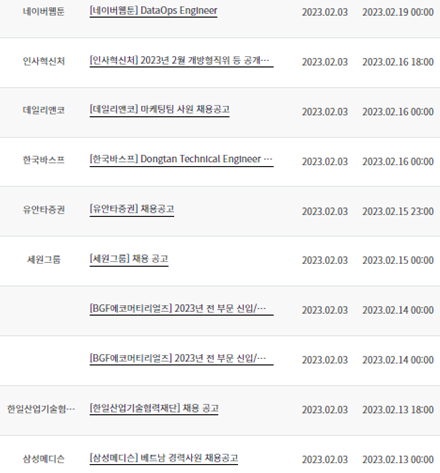 네이버웹툰 [네이버웹툰] DataOps Engineer 2023.02.03 2023.02.19 00:00
인사혁신처 [인사혁신처] 2023년 2월 개방형직위 등 공개⋯ 2023.02.03 2023.02.16 18:00
데일리앤코 [데일리앤코] 마케팅팀 사원 채용공고 2023.02.03 2023.02.16 00:00
한국바스프 [한국바스프] Dongtan Technical Engineer ⋯ 2023.02.03 2023.02.16 00:00
유안타증권 [유안타증권] 채용공고 2023.02.03 2023.02.15 23:00
세원그룹 [세원그룹] 채용 공고 2023.02.03 2023.02.15 00:00
[BGF에코머티리얼즈] 2023년 전 부문 신입/⋯ 2023.02.03 2023.02.14 00:00
[BGF에코머티리얼즈] 2023년 전 부문 신입/⋯ 2023.02.03 2023.02.14 00:00
한일산업기술협⋯ [한일산업기술협력재단] 채용 공고 2023.02.03 2023.02.13 18:00
삼성메디슨 [삼성메디슨] 베트남 경력사원 채용공고 2023.02.03 2023.02.13 00:00